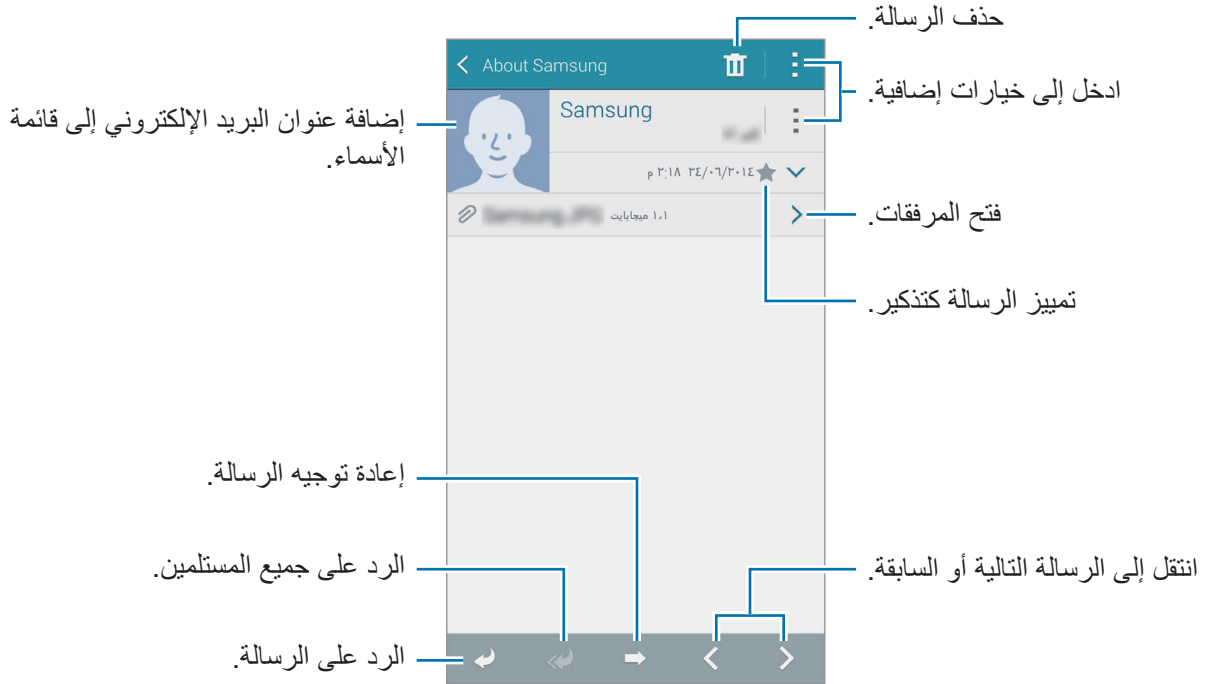 حذف الرسالة.
About Samsung
ادخل إلى خيارات إضافية.
Samsung
إضافة عنوان البريد الإلكتروني إلى قائمة
الأسماء.
٢٤/٠٦/٢٠١٤ ٢:١٨ م
١،١ ميجابايت
فتح المرفقات.
تمييز الرسالة كتذكير.
إعادة توجيه الرسالة.
الرد على جميع المستلمين.
انتقل إلى الرسالة التالية أو السابقة.
الرد على الرسالة.